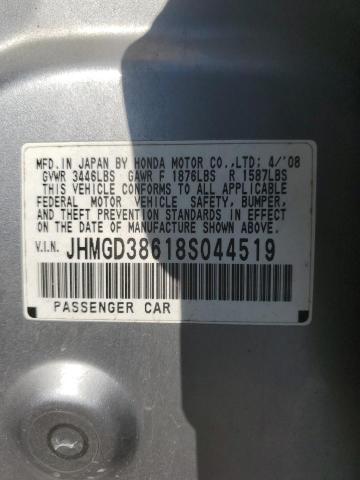 MFD.IN JAPAN BY HONDA MOTOR CO.,LTD: 4/'08
GVWR 3446LBS GAWR F 1876LBS R 1587LBS
THIS VEHICLE CONFORMS TO ALL APPLICABLE
FEDERAL MOTOR VEHICLE SAFETY, BUMPER,
AND THEFT PREVENTION STANDARDS IN EFFECT
ON THE DATE OF MANUFACTURE SHOWN ABOVE.
V.I.N. JHMGD38618S044519
PASSENGER CAR